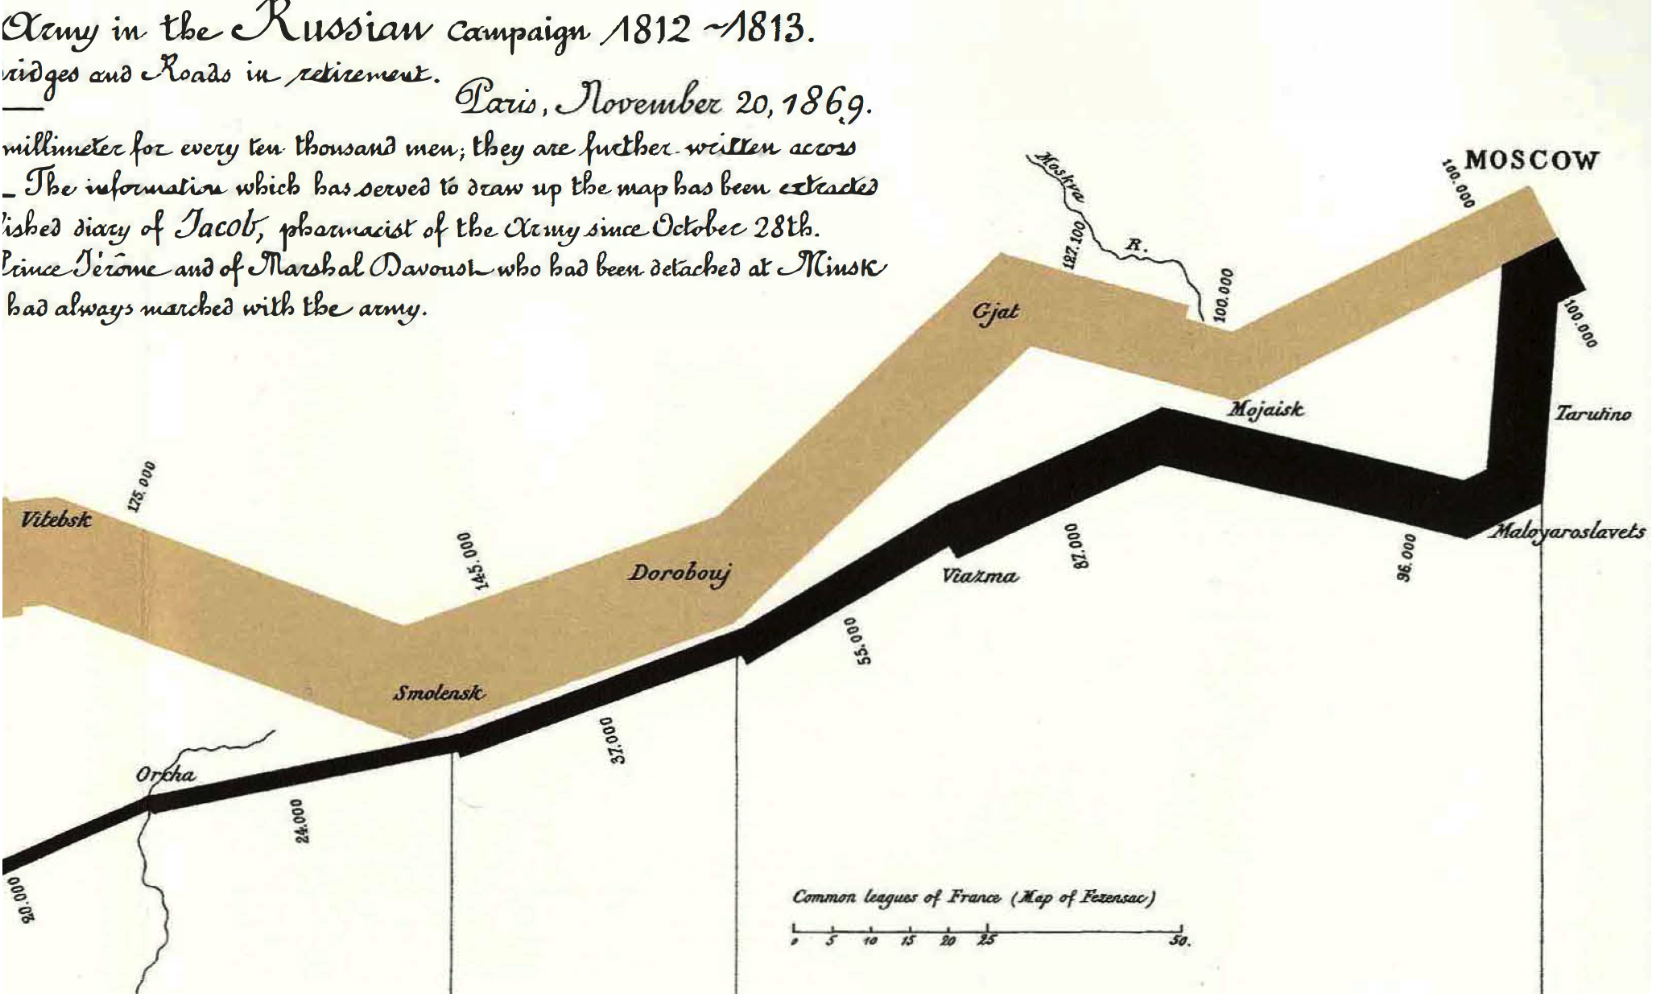 Army in the Russian campaign 1812~1813.
ridges and Roads in retirement.
Paris, November 20, 1869.
millimeter for every ten thousand men; they are further written across
The information which has served to draw up the map has been extracted
ished diary of Jacob, pharmacist of the Army since October 28th.
Prince Jérôme and of Marshal Davoust who had been detached at Minsk
had always marched with the army.
Moskva
R.
127.100
100.000
100.000
MOSCOW
100.000
Gjat
Mojaisk
Tarutino
Vitebsk
175.000
145.000
Dorobouj
Viazma
87.000
96.000
Maloyaroslavets
55.000
Smolensk
37.000
Orcha
24.000
20.000
Common leagues of France (Map of Fezensac)
0 5 10 15 20 25 50.